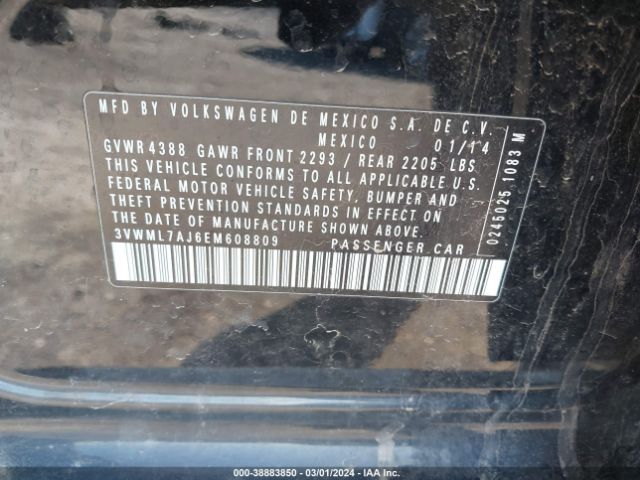 MFD BY VOLKSWAGEN DE MEXICO S.A. DE C.V.
MEXICO 01/14
GVWR 4388 GAWR FRONT 2293 / REAR 2205 LBS
THIS VEHICLE CONFORMS TO ALL APPLICABLE U.S.
FEDERAL MOTOR VEHICLE SAFETY, BUMPER AND
THEFT PREVENTION STANDARDS IN EFFECT ON THE
DATE OF MANUFACTURE SHOWN ABOVE.
3VWML7AJ6EM608809 PASSENGER CAR
0245025 1083 M
000-38883850 - 03/01/2024 - IAA Inc.